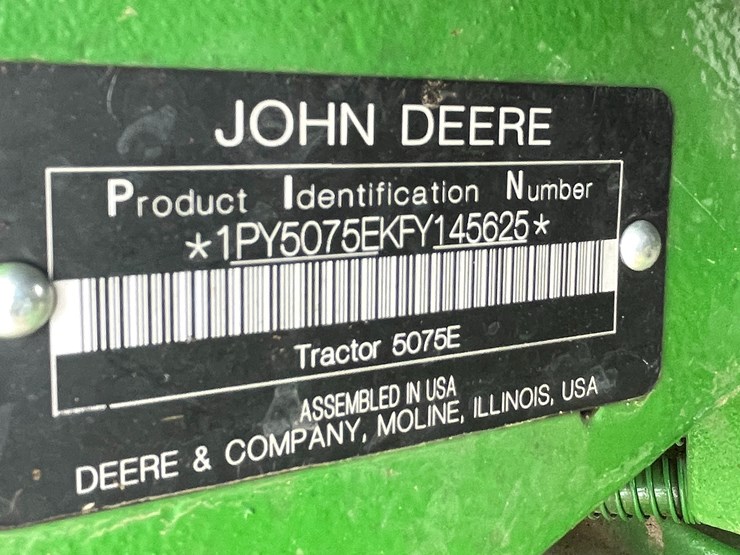 JOHN DEERE
Product Identification Number
*1PY5075EKFY145625*
Tractor 5075E
ASSEMBLED IN USA
DEERE & COMPANY, MOLINE, ILLINOIS, USA